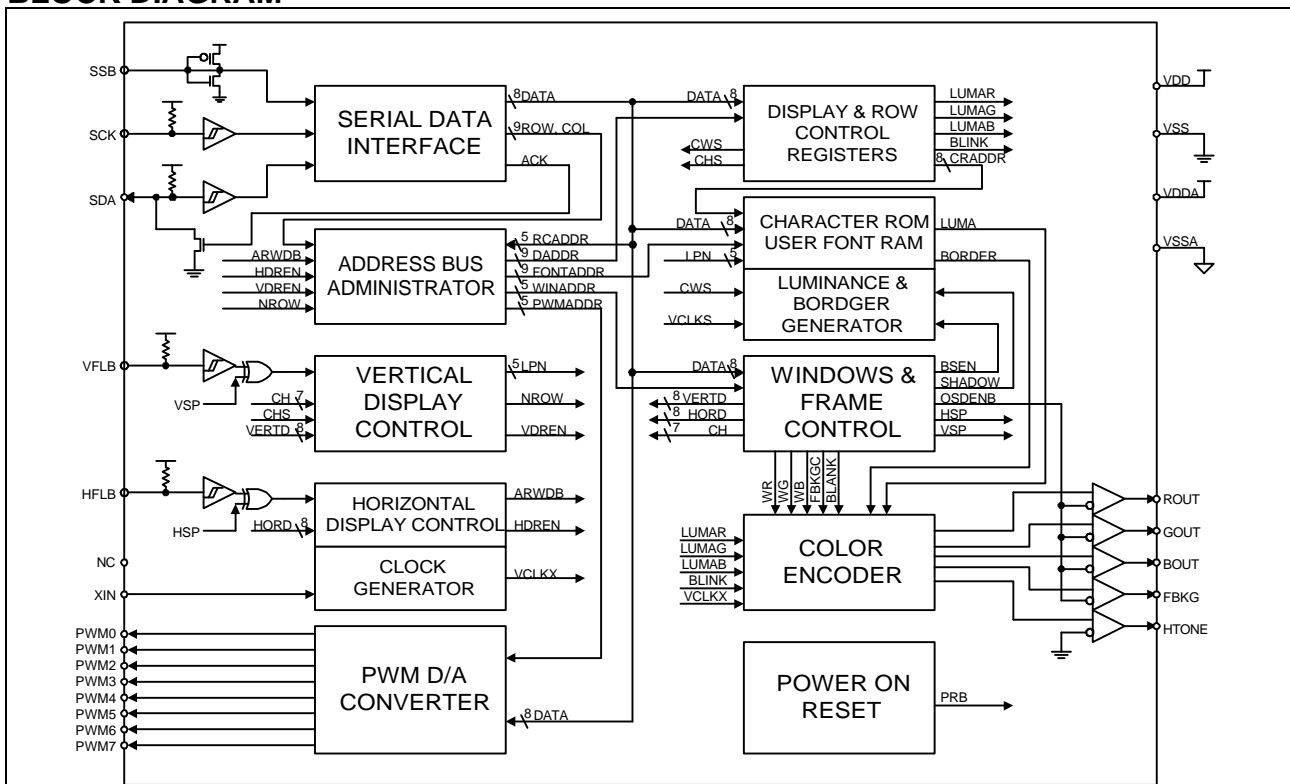 BLOCK DIAGRAM
SSB
SCK
SDA
SERIAL DATA
INTERFACE
8
DATA
9
ROW, COL
ACK
DATA
8
DISPLAY & ROW
CONTROL
REGISTERS
CWS
CHS
LUMAR
LUMAG
LUMAB
BLINK
8
CRADDR
VDD
VSS
VDDA
VSSA
ARWDB
HDREN
VDREN
NROW
ADDRESS BUS
ADMINISTRATOR
5
RCADDR
9
DADDR
9
FONTADDR
5
WINADDR
5
PWMADDR
DATA
8
LPN
5
CWS
VCLKS
CHARACTER ROM
USER FONT RAM
LUMINANCE &
BORDGER
GENERATOR
LUMA
BORDER
VFLB
VSP
CH
7
CHS
VERTD
8
VERTICAL
DISPLAY
CONTROL
5
LPN
NROW
VDREN
DATA
8
8
VERTD
8
HORD
7
CH
WINDOWS &
FRAME
CONTROL
BSEN
SHADOW
OSDENB
HSP
VSP
WR
WG
WB
FBKGC
BLANK
HFLB
HSP
HORD
8
HORIZONTAL
DISPLAY CONTROL
ARWDB
HDREN
NC
XIN
CLOCK
GENERATOR
VCLKX
LUMAR
LUMAG
LUMAB
BLINK
VCLKX
COLOR
ENCODER
ROUT
GOUT
BOUT
FBKG
HTONE
PWM0
PWM1
PWM2
PWM3
PWM4
PWM5
PWM6
PWM7
PWM D/A
CONVERTER
8
DATA
POWER ON
RESET
PRB